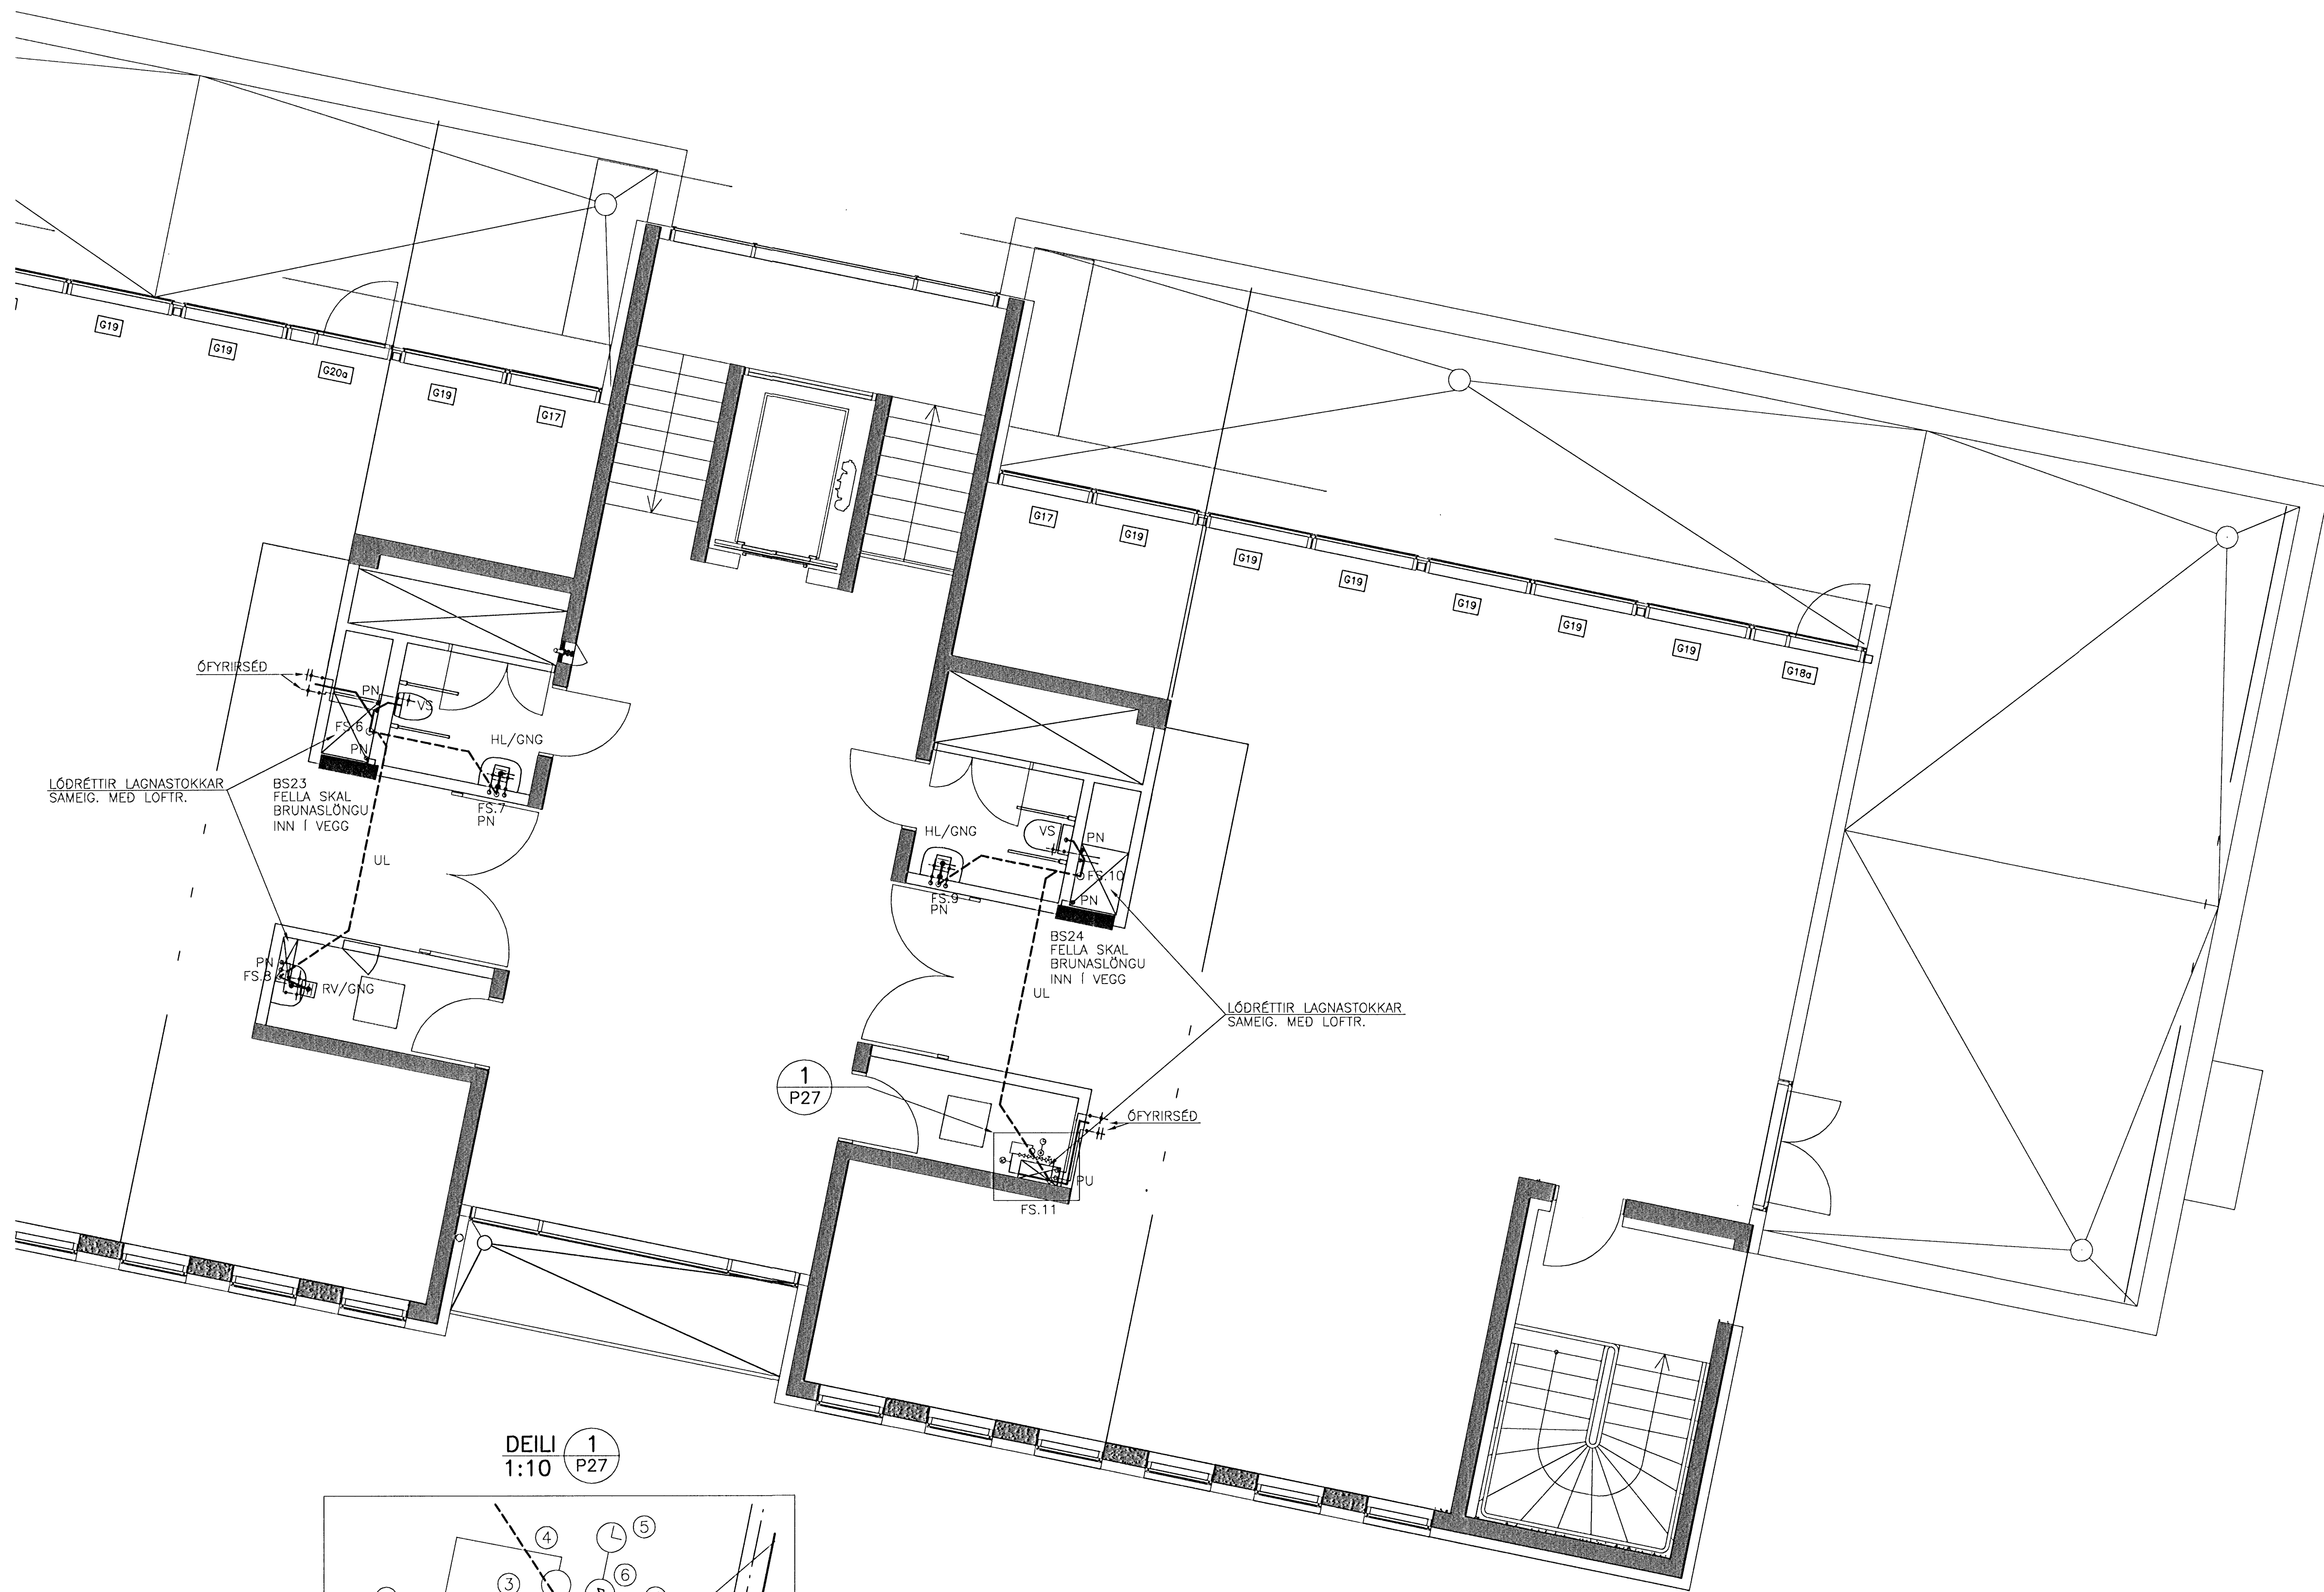 G19
G19
G20a
G19
G17
G17
G19
G19
G19
G19
G19
G19
G18a
ÓFYRIRSÉÐ
PN
VS
FS.6
PN
HL/GNG
LÓÐRÉTTIR LAGNASTOKKAR
SAMEIG. MEÐ LOFTR.
BS23
FELLA SKAL
BRUNASLÖNGU
INN Í VEGG
FS.7
PN
UL
HL/GNG
VS
PN
FS.10
PN
FS.9
PN
BS24
FELLA SKAL
BRUNASLÖNGU
INN Í VEGG
UL
PN
FS.8
RV/GNG
LÓÐRÉTTIR LAGNASTOKKAR
SAMEIG. MEÐ LOFTR.
1
P27
ÓFYRIRSÉÐ
PU
FS.11
DEILI 1
1:10 P27
4
5
3
6